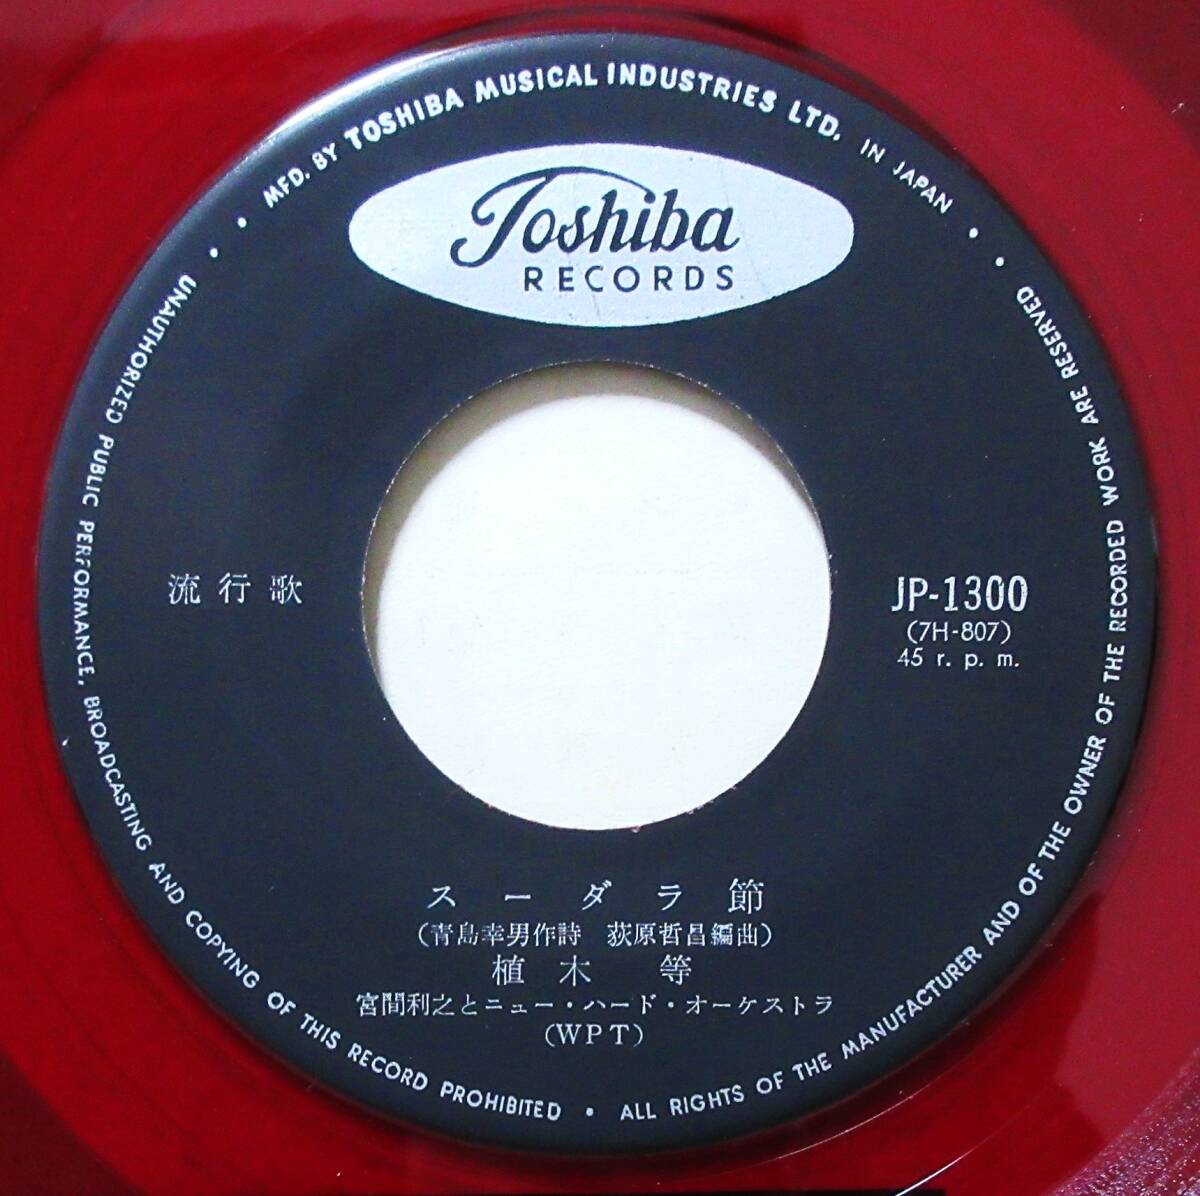 MFD. BY TOSHIBA MUSICAL INDUSTRIES LTD. IN JAPAN
Toshiba
RECORDS
流行歌
JP-1300
(7H-807)
45 r. p. m.
スーダラ節
(青島幸男作詩 荻原哲晶編曲)
植木 等
宮間利之とニュー・ハード・オーケストラ
(WPT)
UNAUTHORIZED PUBLIC PERFORMANCE, BROADCASTING AND COPYING OF THIS RECORD PROHIBITED • ALL RIGHTS OF THE MANUFACTURER AND OF THE OWNER OF THE RECORDED WORK ARE RESERVED